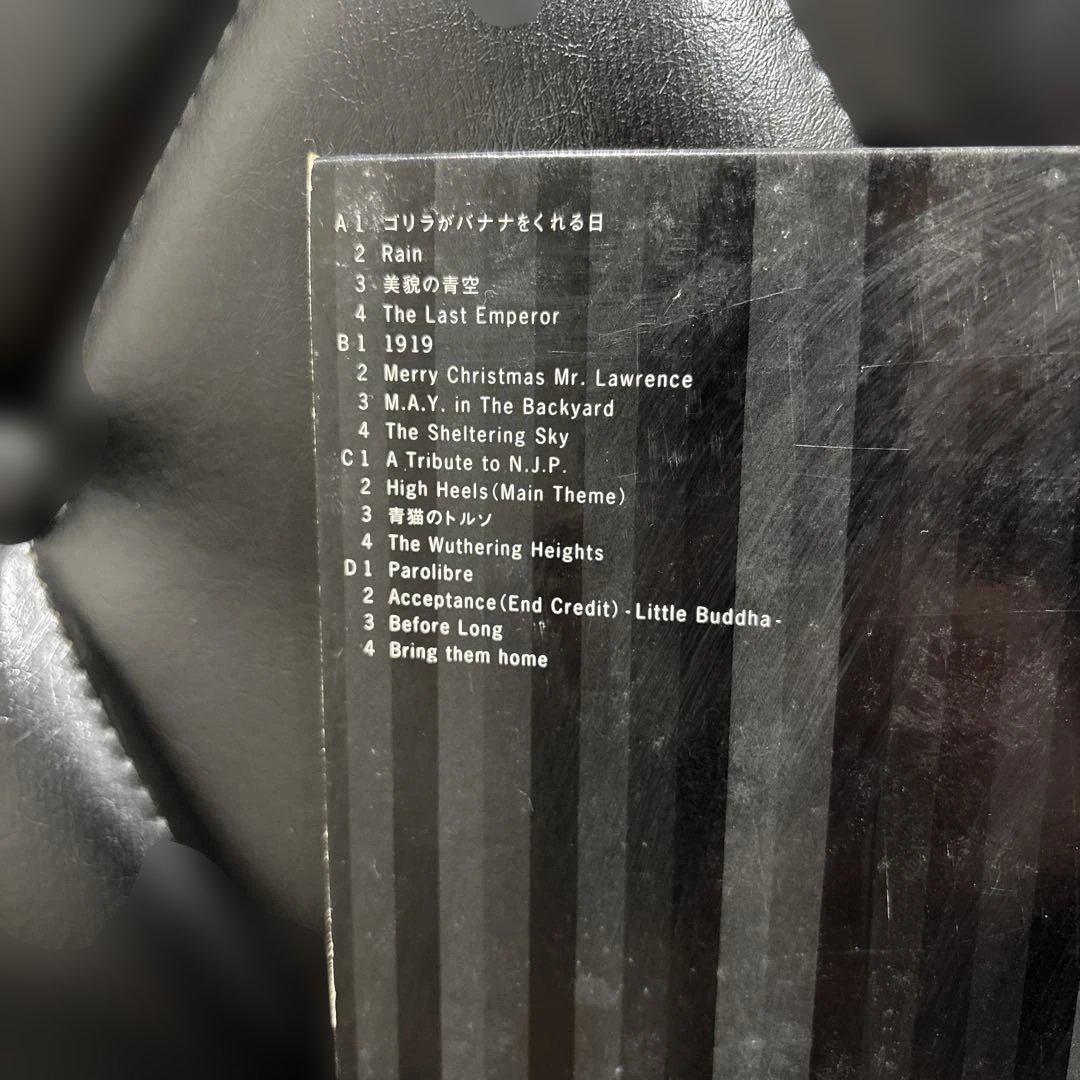 A 1 ゴリラがバナナをくれる日
2 Rain
3 美貌の青空
4 The Last Emperor
B 1 1919
2 Merry Christmas Mr. Lawrence
3 M.A.Y. in The Backyard
4 The Sheltering Sky
C 1 A Tribute to N.J.P.
2 High Heels(Main Theme)
3 青猫のトルソ
4 The Wuthering Heights
D 1 Parolibre
2 Acceptance(End Credit) - Little Buddha -
3 Before Long
4 Bring them home